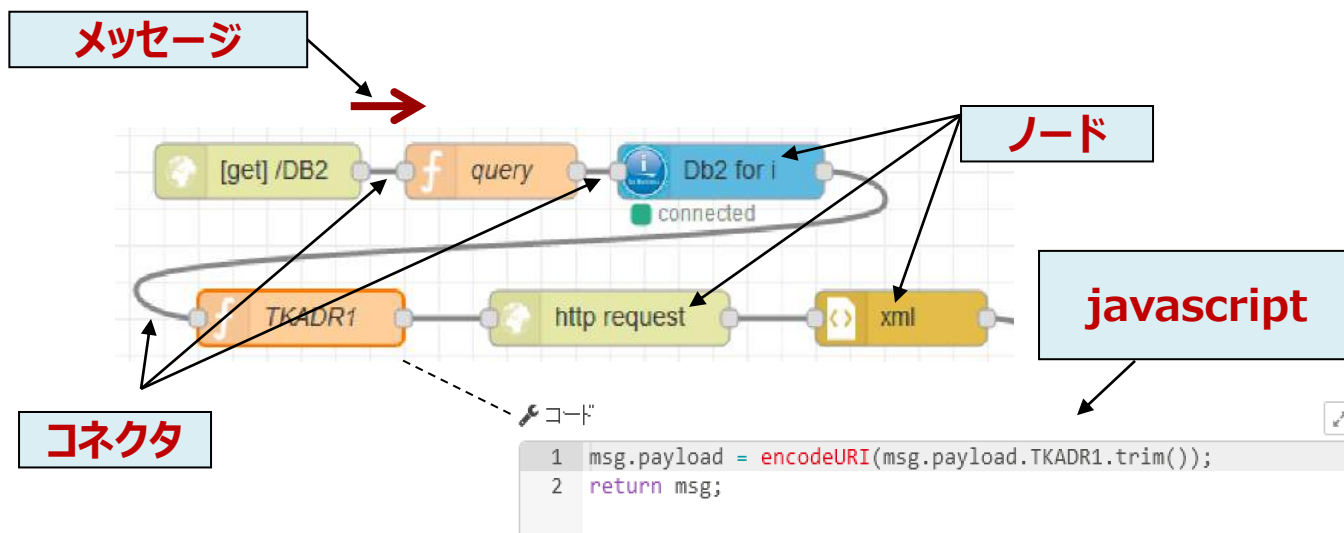 メッセージ
ノード
[get] /DB2
query
Db2 for i
connected
javascript
TKADR1
http request
xml
コネクタ
コード
1 msg.payload = encodeURI(msg.payload.TKADR1.trim());
2 return msg;